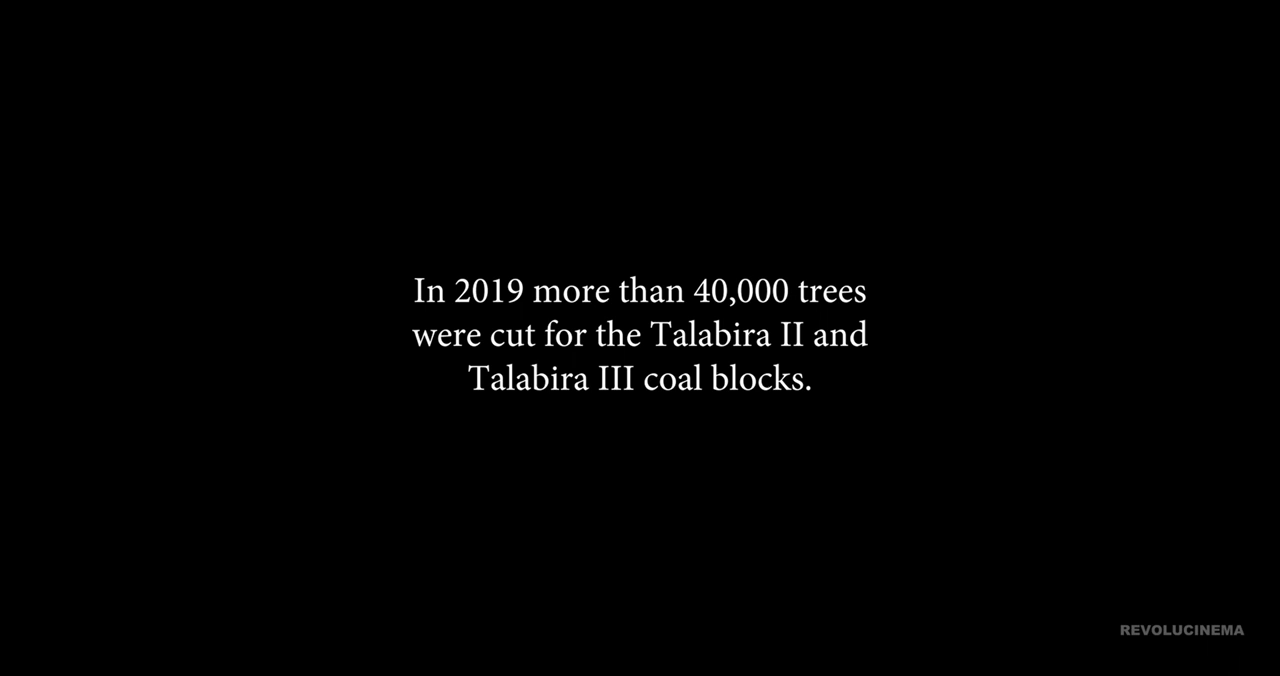 In 2019 more than 40,000 trees
were cut for the Talabira II and
Talabira III coal blocks.
REVOLUCINEMA